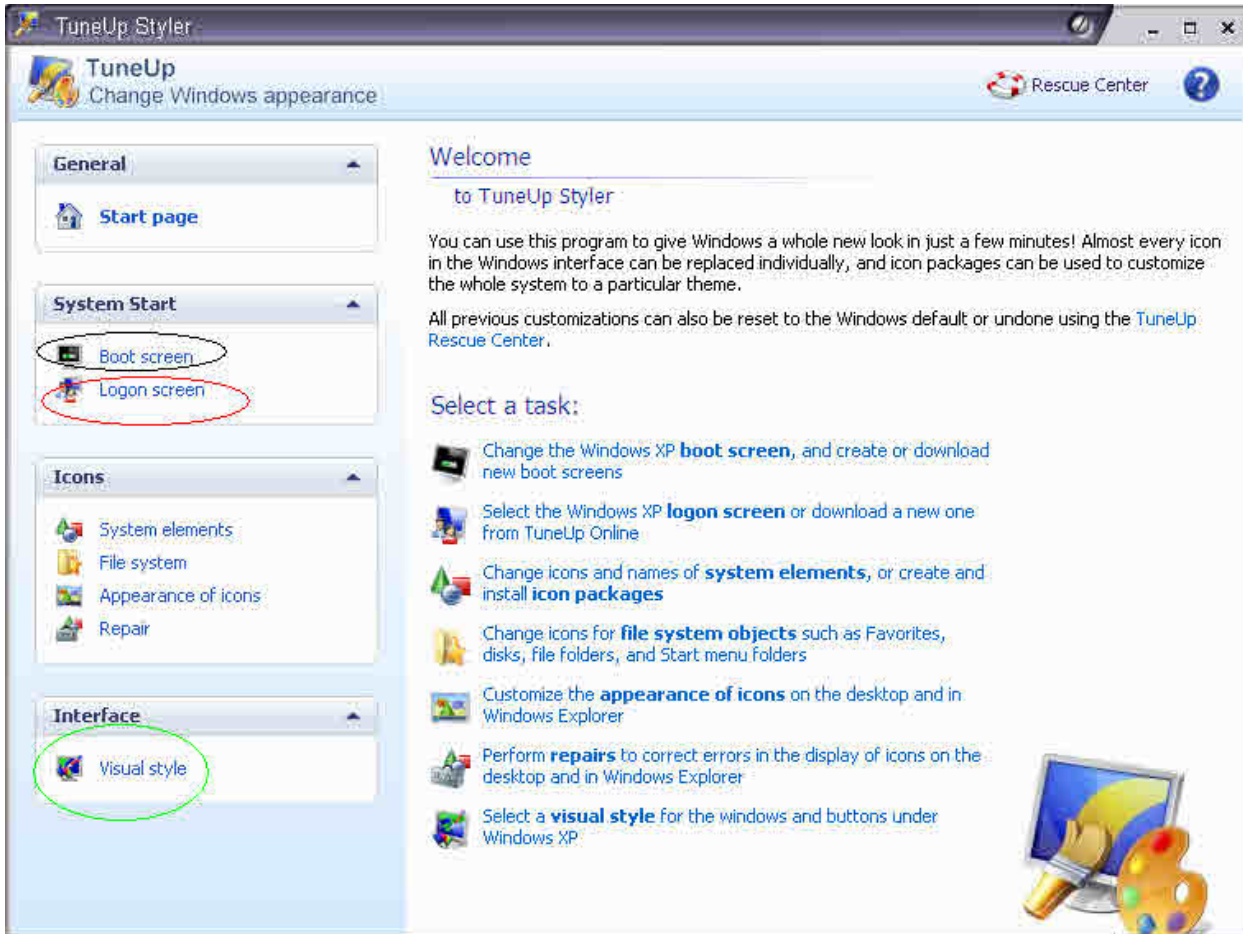 TuneUp Styler
TuneUp
Change Windows appearance
Rescue Center
General
Start page
System Start
Boot screen
Logon screen
Icons
System elements
File system
Appearance of icons
Repair
Interface
Visual style
Welcome
to TuneUp Styler
You can use this program to give Windows a whole new look in just a few minutes! Almost every icon
in the Windows interface can be replaced individually, and icon packages can be used to customize
the whole system to a particular theme.
All previous customizations can also be reset to the Windows default or undone using the TuneUp
Rescue Center.
Select a task:
Change the Windows XP boot screen, and create or download
new boot screens
Select the Windows XP logon screen or download a new one
from TuneUp Online
Change icons and names of system elements, or create and
install icon packages
Change icons for file system objects such as Favorites,
disks, file folders, and Start menu folders
Customize the appearance of icons on the desktop and in
Windows Explorer
Perform repairs to correct errors in the display of icons on the
desktop and in Windows Explorer
Select a visual style for the windows and buttons under
Windows XP